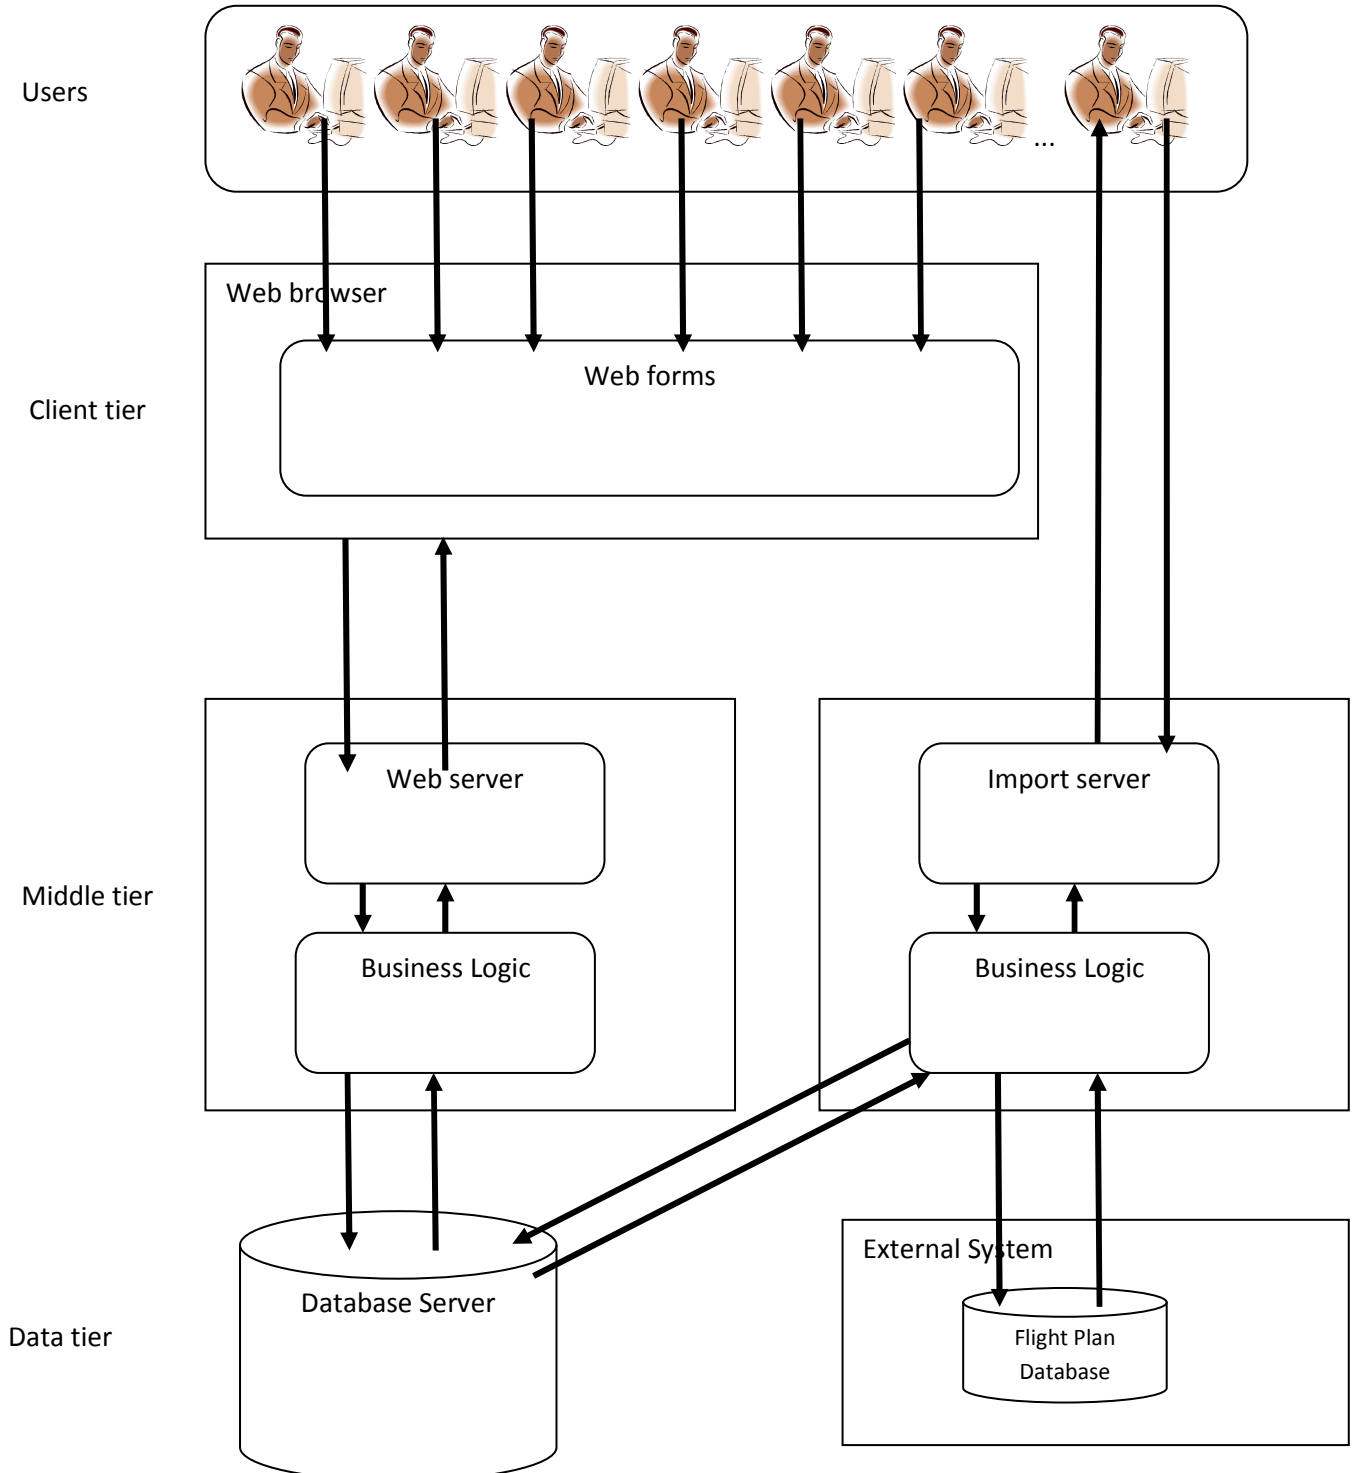 Users
...
Web browser
Web forms
Client tier
Web server
Import server
Middle tier
Business Logic
Business Logic
External System
Database Server
Data tier
Flight Plan
Database